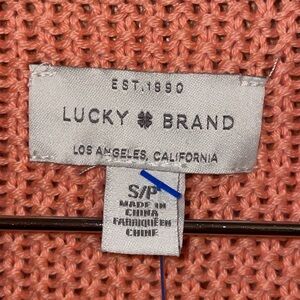 EST.1990
LUCKY BRAND
LOS ANGELES, CALIFORNIA
S/P
MADE IN
CHINA
FABRIQUÉ EN
CHINE